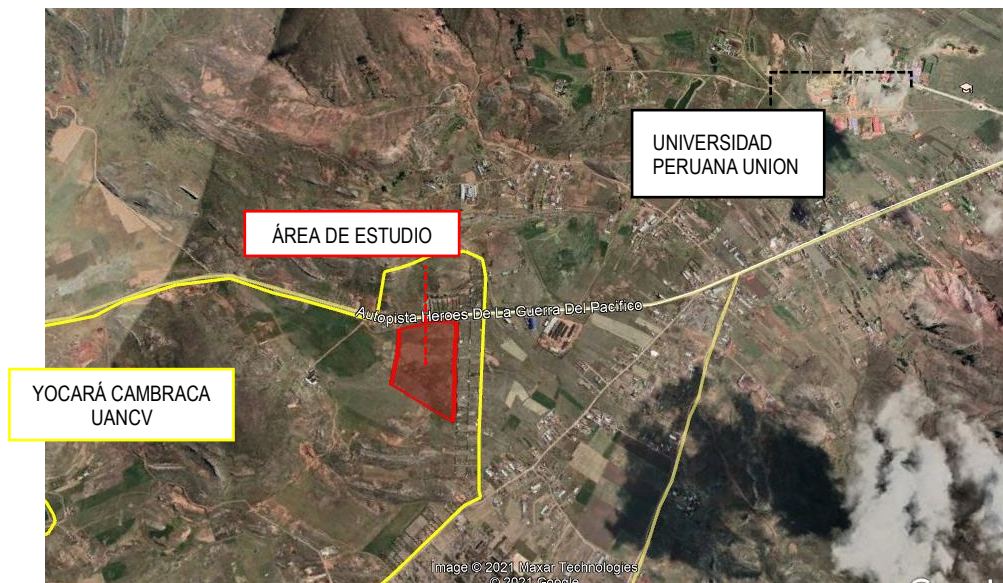 UNIVERSIDAD
PERUANA UNION
ÁREA DE ESTUDIO
Autopista Heroes De La Guerra Del Pacifico
YOCARÁ CAMBRACA
UANCV
Image © 2021 Maxar Technologies
© 2021 Google